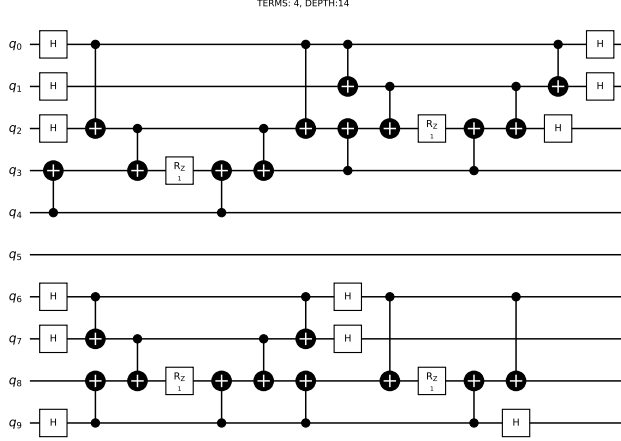 TERMS: 4, DEPTH:14
q0 H H
q1 H H
q2 H RZ 1 H
q3 RZ 1
q4
q5
q6 H H
q7 H H
q8 RZ 1 RZ 1
q9 H H